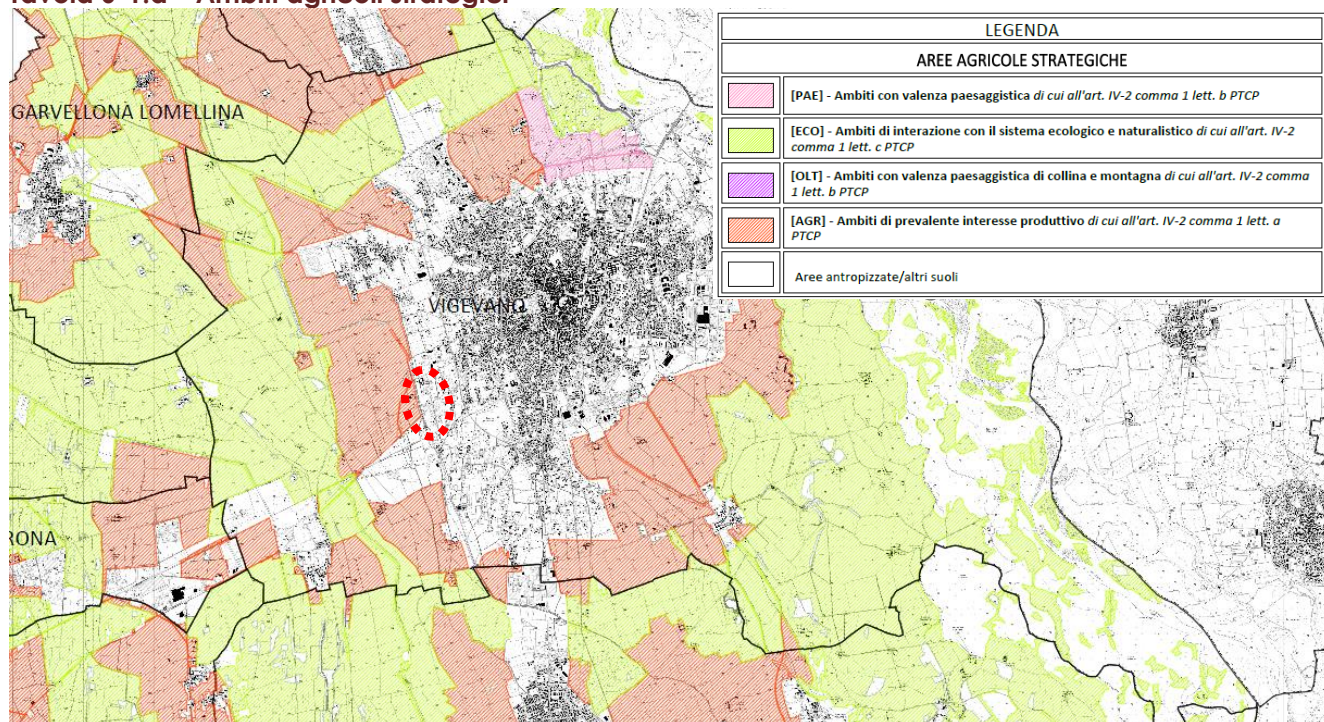 GARVELLONA LOMELLINA
VIGEVANO
RONA
LEGENDA
AREE AGRICOLE STRATEGICHE
[PAE] - Ambiti con valenza paesaggistica di cui all'art. IV-2 comma 1 lett. b PTCP
[ECO] - Ambiti di interazione con il sistema ecologico e naturalistico di cui all'art. IV-2
comma 1 lett. c PTCP
[OLT] - Ambiti con valenza paesaggistica di collina e montagna di cui all'art. IV-2 comma
1 lett. b PTCP
[AGR] - Ambiti di prevalente interesse produttivo di cui all'art. IV-2 comma 1 lett. a
PTCP
Aree antropizzate/altri suoli